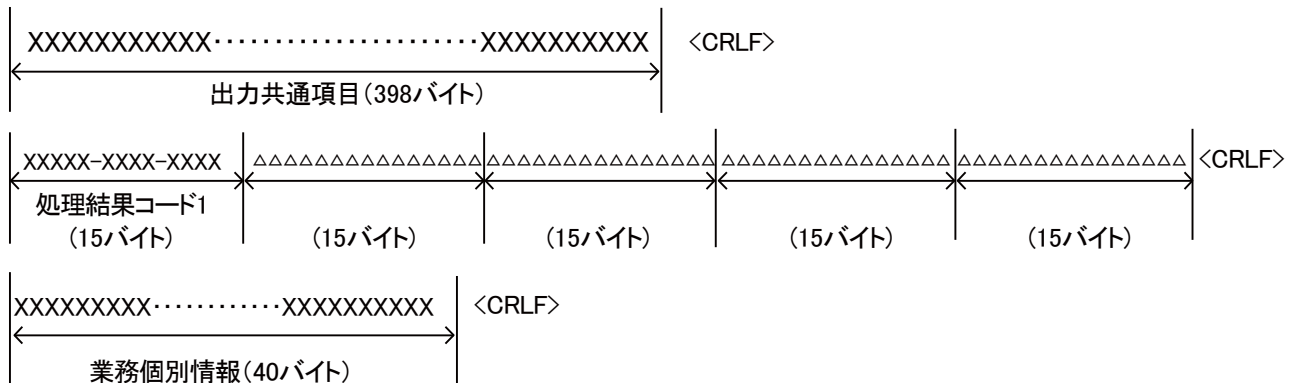 XXXXXXXXXXX······················XXXXXXXXXX <CRLF>
出力共通項目(398バイト)
XXXXX-XXXX-XXXX △△△△△△△△△△△△△△△ △△△△△△△△△△△△△△△ △△△△△△△△△△△△△△△ △△△△△△△△△△△△△△△ <CRLF>
処理結果コード1
(15バイト) (15バイト) (15バイト) (15バイト) (15バイト)
XXXXXXXXX············XXXXXXXXXX <CRLF>
業務個別情報(40バイト)